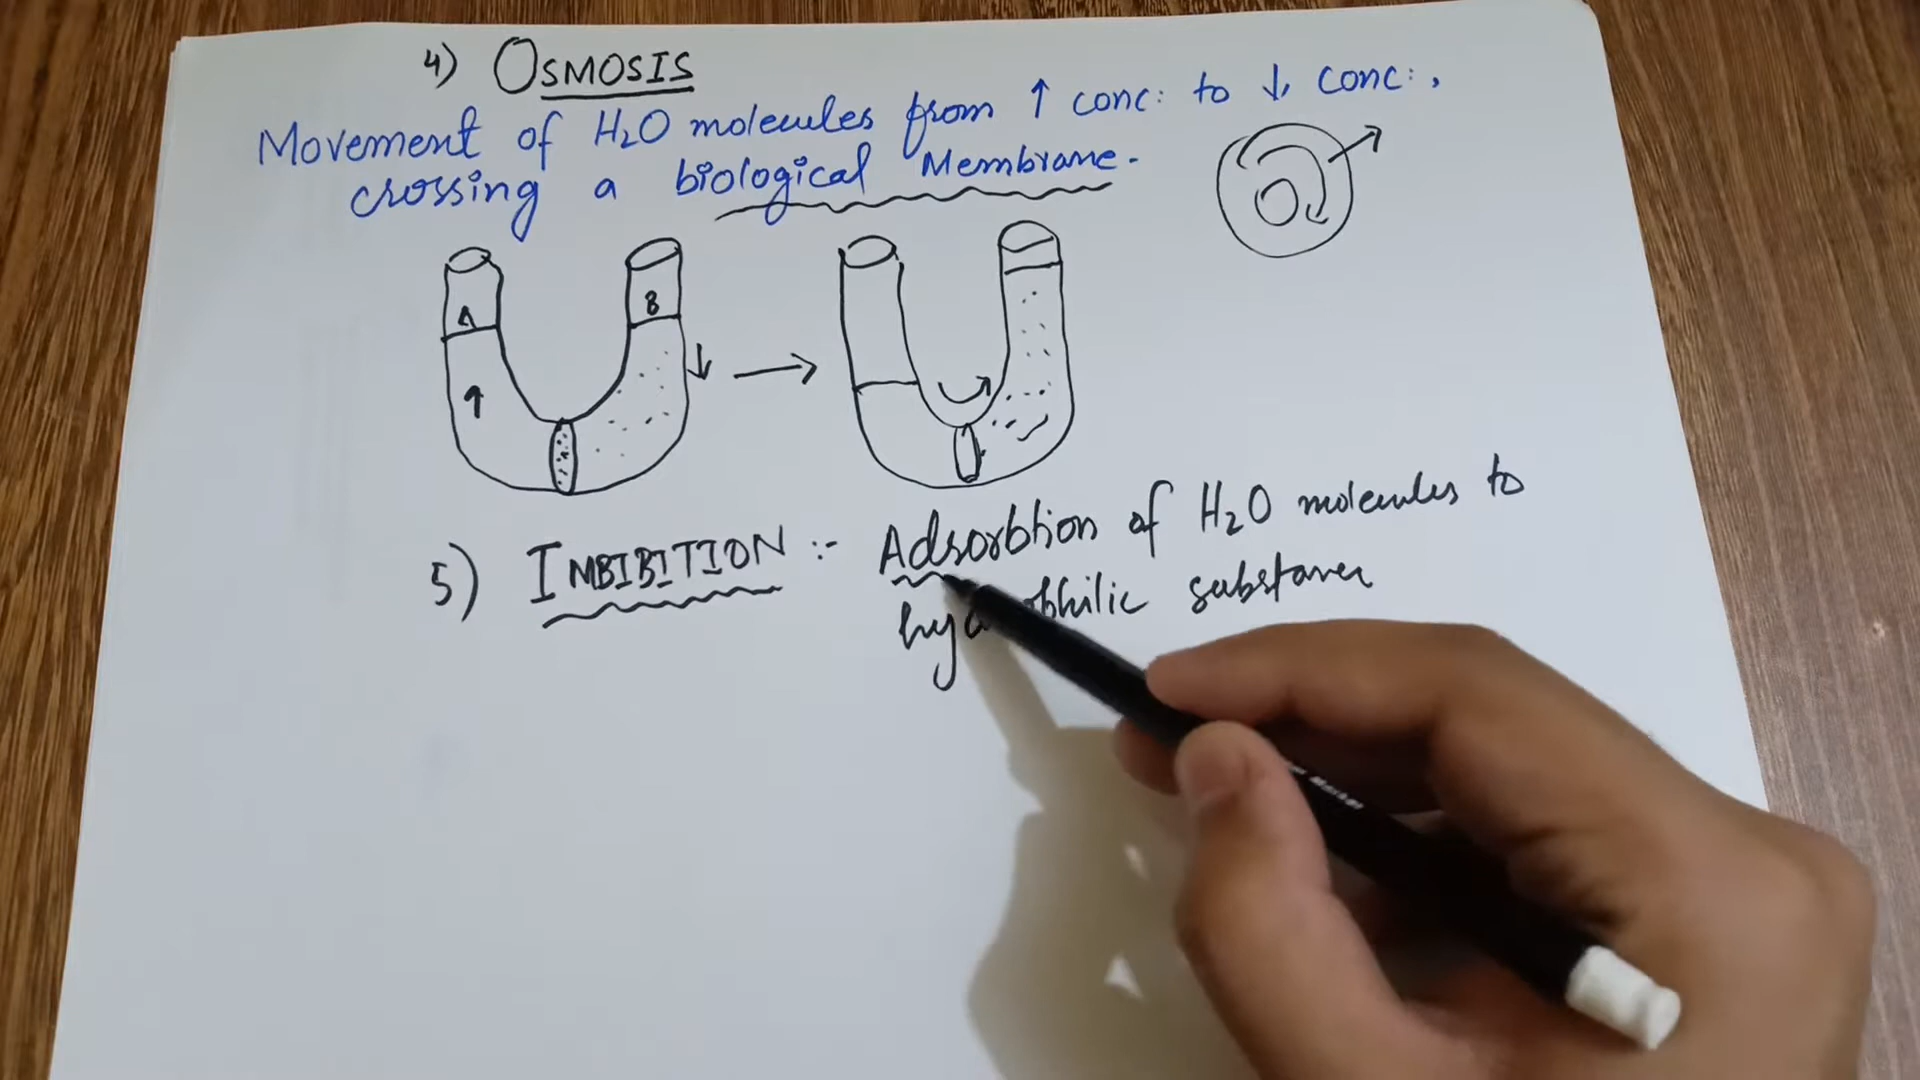 4) OSMOSIS
Movement of H₂O molecules from ↑ conc: to ↓ conc:,
crossing a biological Membrane.
A B
↑ ↓ →
5) IMBIBITION :- Adsorbtion of H₂O molecules to
substance